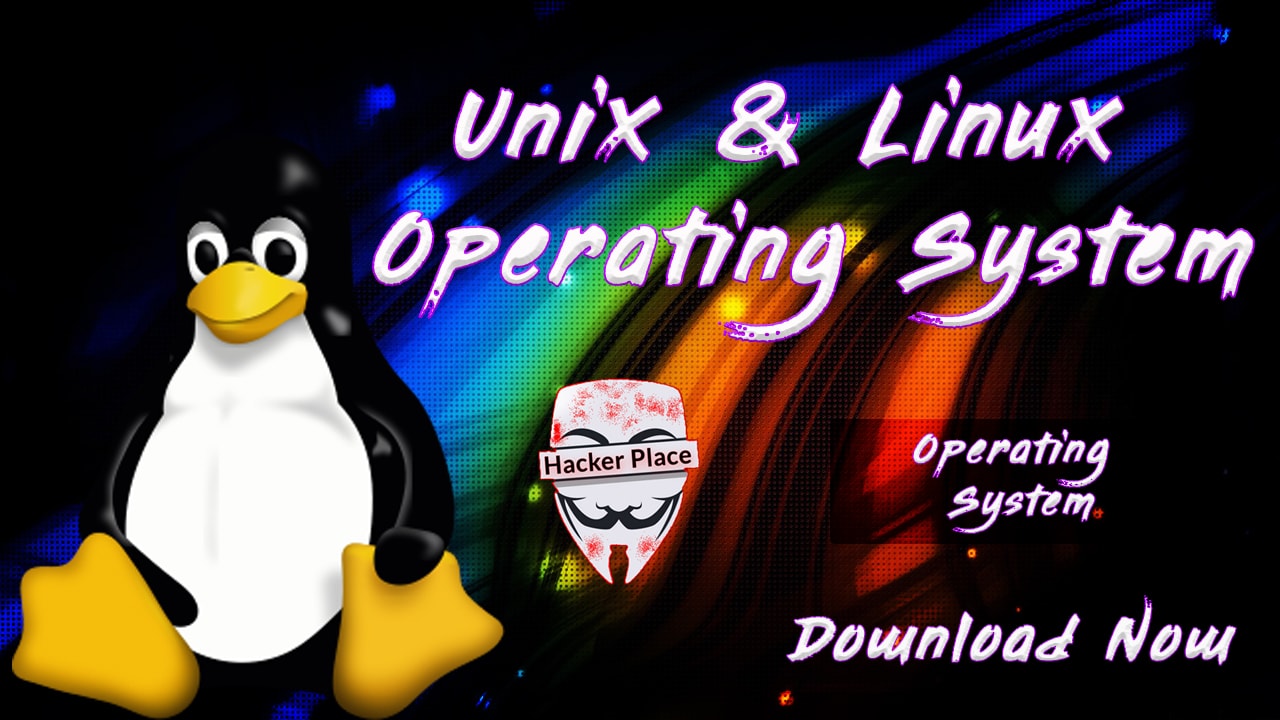 Unix & Linux
Operating System
Hacker Place
Operating
System
Download Now